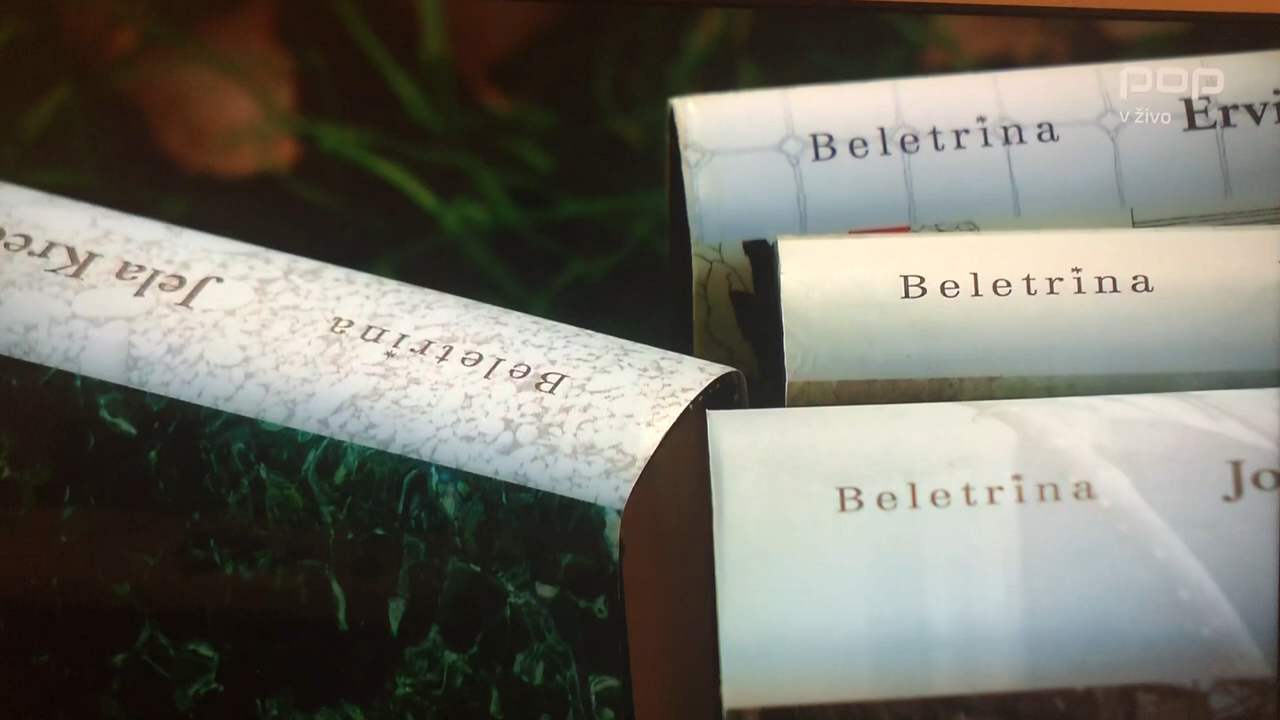 pop
v živo
Beletrina
Ervi
Beletrina
Jela Kre
Beletrina
Beletrina
Jo